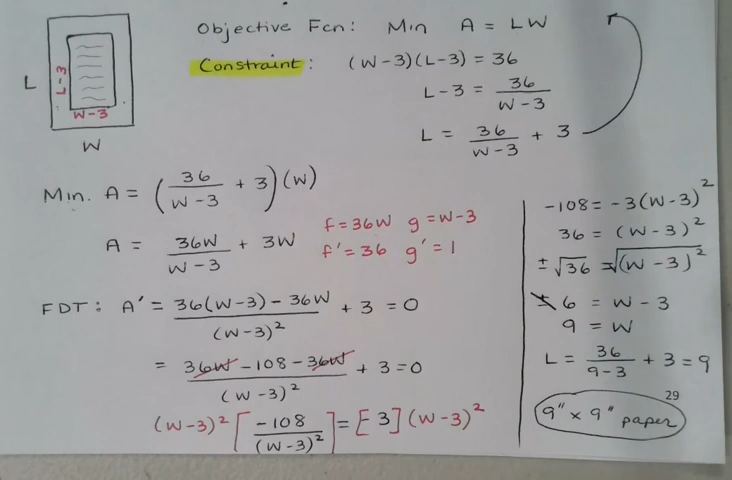 Objective Fcn: Min A = LW
Constraint: (W-3)(L-3) = 36
L-3 = 36/(W-3)
L = 36/(W-3) + 3
L
L-3
W-3
W
Min. A = (36/(W-3) + 3)(W)
A = 36W/(W-3) + 3W
f=36W g=W-3
f'=36 g'=1
FDT: A' = (36(W-3) - 36W)/(W-3)² + 3 = 0
= (36W - 108 - 36W)/(W-3)² + 3 = 0
(W-3)² [-108/(W-3)²] = [3](W-3)²
-108 = -3(W-3)²
36 = (W-3)²
±√36 = √(W-3)²
± 6 = W-3
9 = W
L = 36/(9-3) + 3 = 9
29
9" x 9" paper